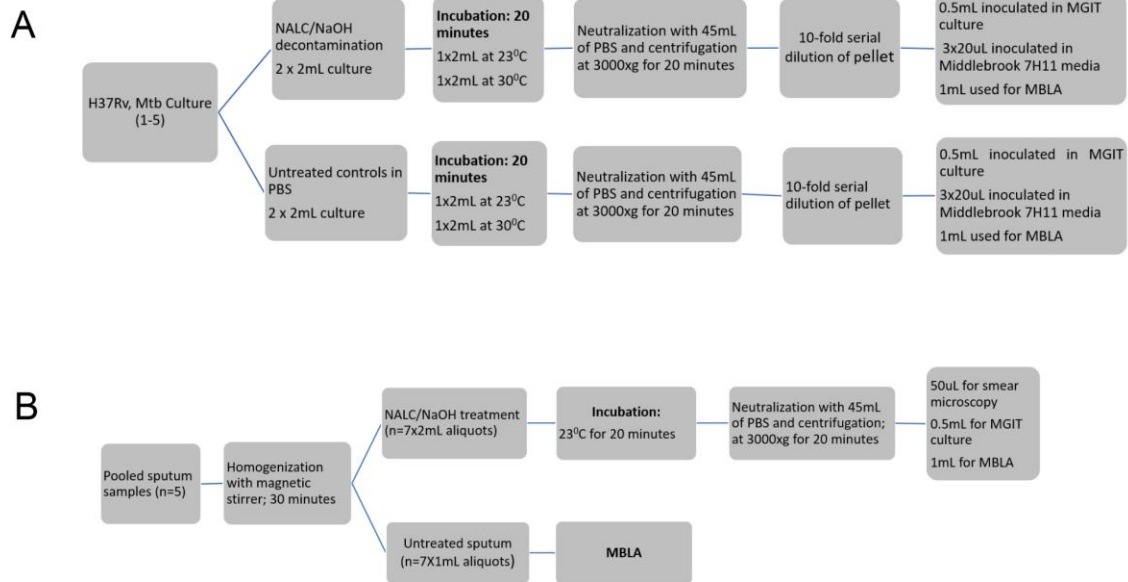 A
H37Rv, Mtb Culture
(1-5)
NALC/NaOH
decontamination
2 x 2mL culture
Incubation: 20
minutes
1x2mL at 23⁰C
1x2mL at 30⁰C
Neutralization with 45mL
of PBS and centrifugation
at 3000xg for 20 minutes
10-fold serial
dilution of pellet
0.5mL inoculated in MGIT
culture
3x20uL inoculated in
Middlebrook 7H11 media
1mL used for MBLA
Untreated controls in
PBS
2 x 2mL culture
Incubation: 20
minutes
1x2mL at 23⁰C
1x2mL at 30⁰C
Neutralization with 45mL
of PBS and centrifugation
at 3000xg for 20 minutes
10-fold serial
dilution of pellet
0.5mL inoculated in MGIT
culture
3x20uL inoculated in
Middlebrook 7H11 media
1mL used for MBLA
B
Pooled sputum
samples (n=5)
Homogenization
with magnetic
stirrer; 30 minutes
NALC/NaOH treatment
(n=7x2mL aliquots)
Incubation:
23⁰C for 20 minutes
Neutralization with 45mL
of PBS and centrifugation;
at 3000xg for 20 minutes
50uL for smear
microscopy
0.5mL for MGIT
culture
1mL for MBLA
Untreated sputum
(n=7X1mL aliquots)
MBLA